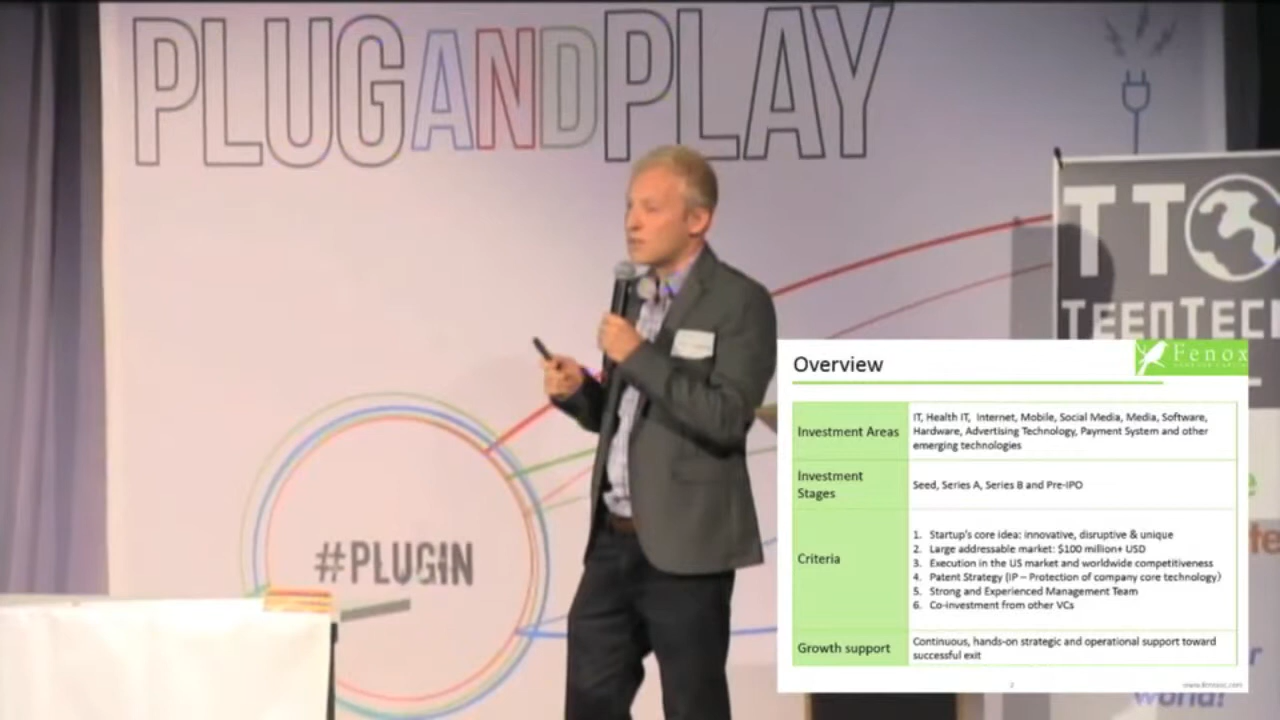 PLUGANDPLAY
TT
TEENTEC
#PLUGIN
Overview
Fenox
Investment Areas
IT, Health IT, Internet, Mobile, Social Media, Media, Software,
Hardware, Advertising Technology, Payment System and other
emerging technologies
Investment
Stages
Seed, Series A, Series B and Pre-IPO
Criteria
1. Startup's core idea: innovative, disruptive & unique
2. Large addressable market: $100 million+ USD
3. Execution in the US market and worldwide competitiveness
4. Patent Strategy (IP – Protection of company core technology)
5. Strong and Experienced Management Team
6. Co-investment from other VCs
Growth support
Continuous, hands-on strategic and operational support toward
successful exit
2
world!